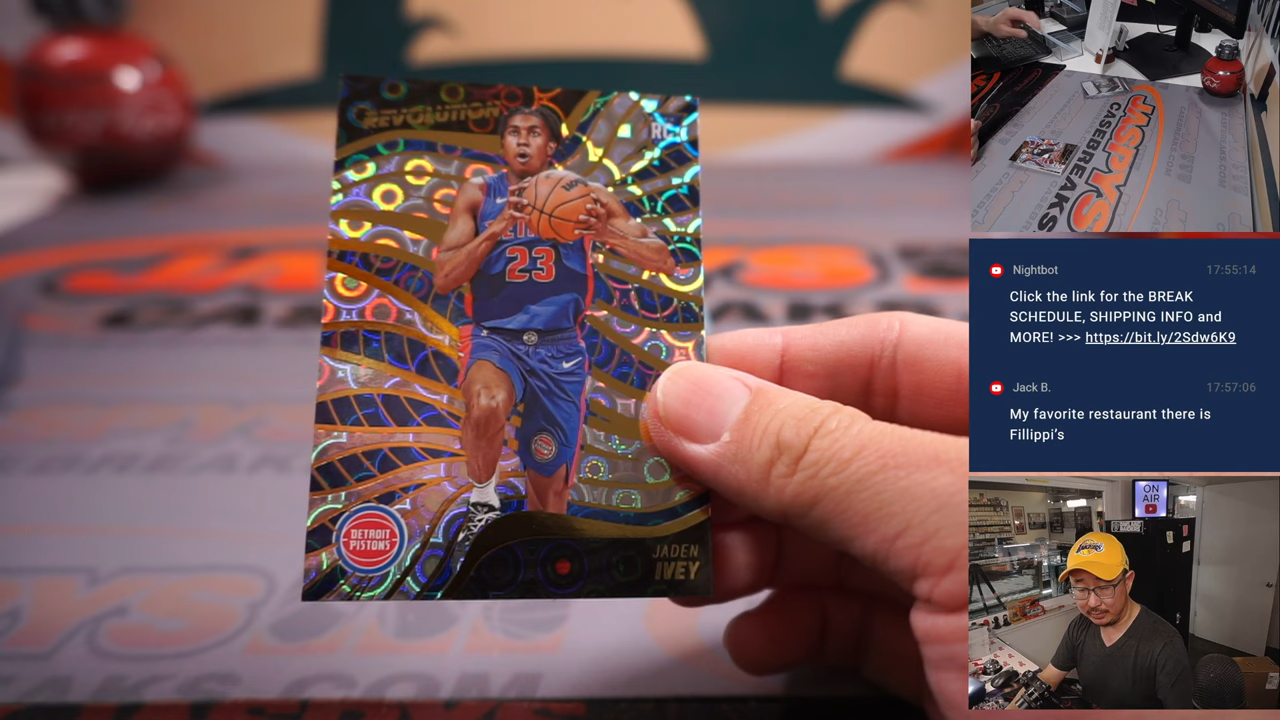 REVOLUTION
RC
23
DETROIT
PISTONS
JADEN
IVEY
JASPYS
CASEBREAKS
Nightbot 17:55:14
Click the link for the BREAK
SCHEDULE, SHIPPING INFO and
MORE! >>> https://bit.ly/2Sdw6K9
Jack B. 17:57:06
My favorite restaurant there is
Fillippi's
ON
AIR